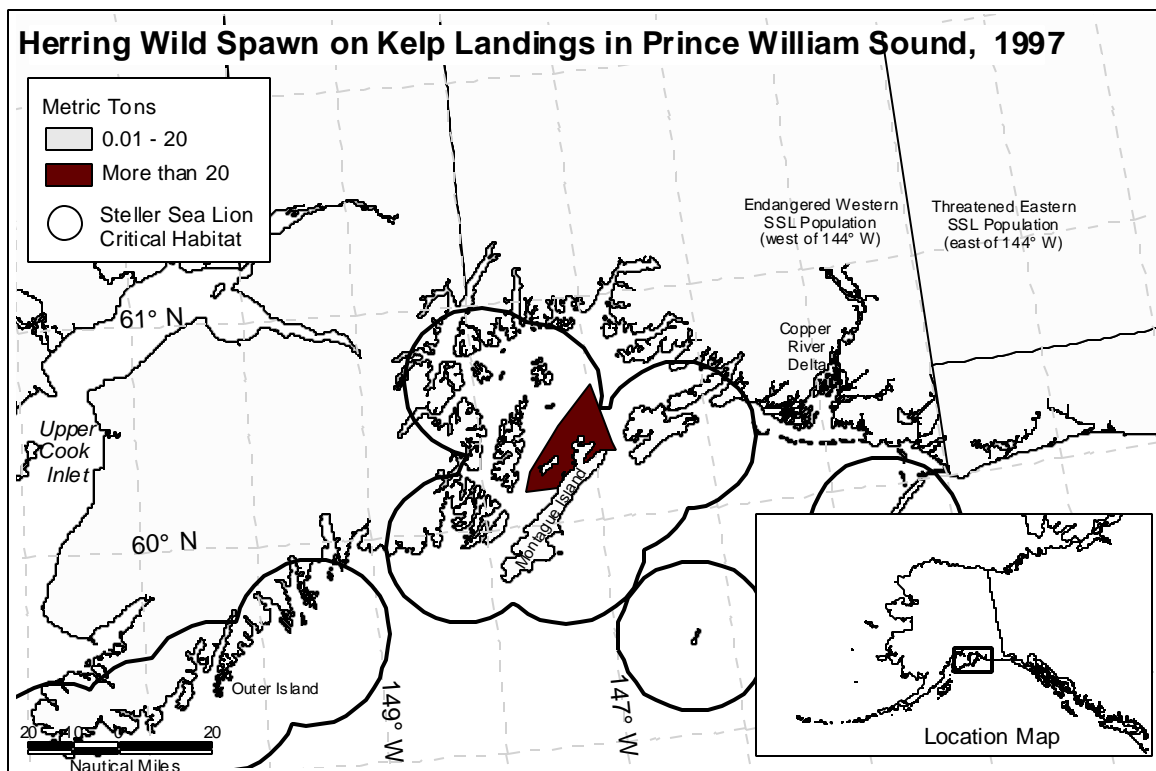 Herring Wild Spawn on Kelp Landings in Prince William Sound, 1997
Metric Tons
0.01 - 20
More than 20
Steller Sea Lion
Critical Habitat
Endangered Western
SSL Population
(west of 144° W)
Threatened Eastern
SSL Population
(east of 144° W)
61° N
Copper
River
Delta
Upper
Cook
Inlet
Montague Island
60° N
Outer Island
149° W
147° W
20 10 0 20
Nautical Miles
Location Map